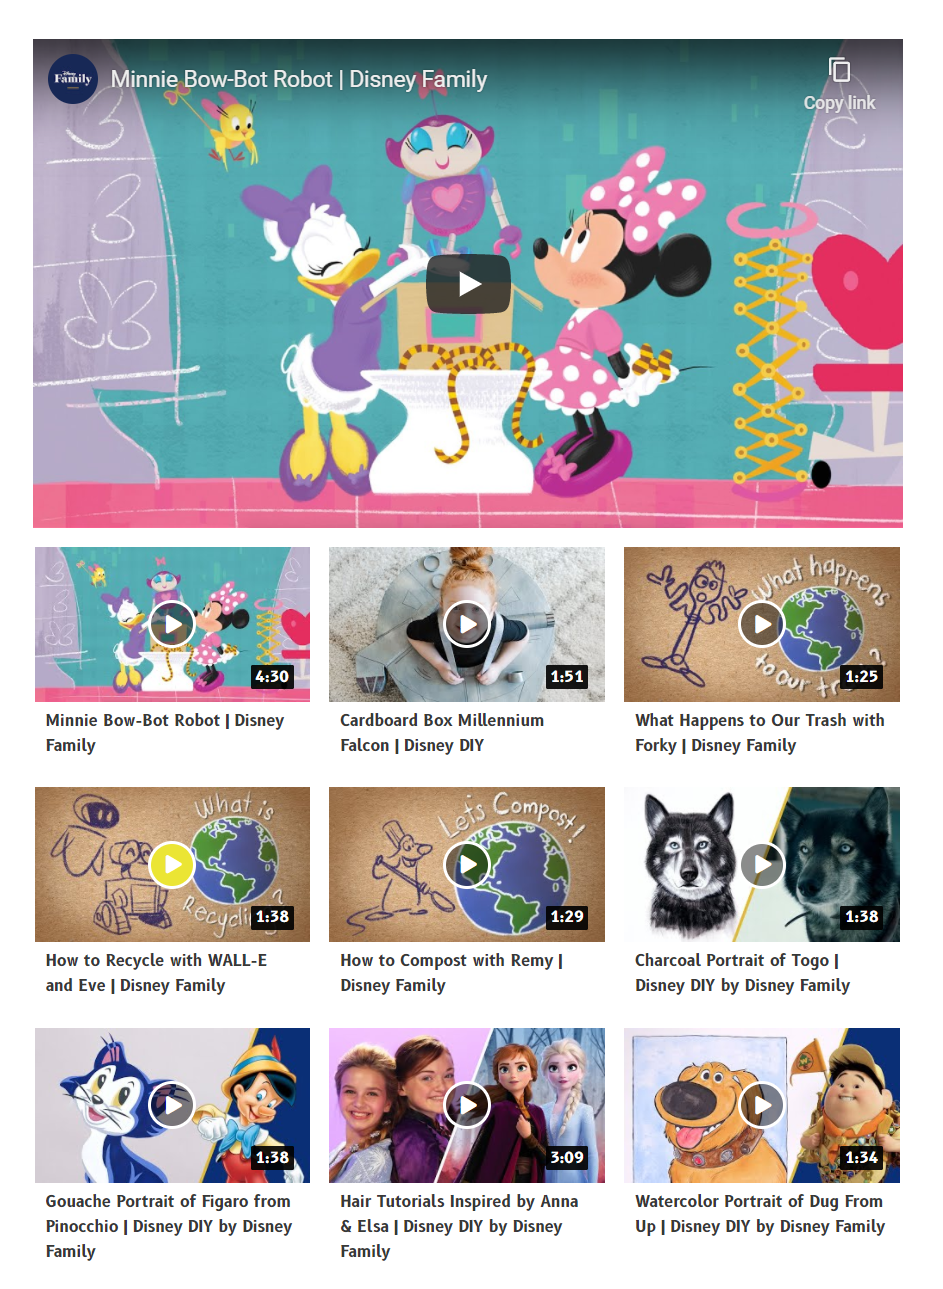 Disney
Family
Minnie Bow-Bot Robot | Disney Family
Copy link
4:30
Minnie Bow-Bot Robot | Disney
Family
1:51
Cardboard Box Millennium
Falcon | Disney DIY
What happens
to our tr
?
1:25
What Happens to Our Trash with
Forky | Disney Family
What is
Recyclin
?
1:38
How to Recycle with WALL-E
and Eve | Disney Family
Let's Compost!
1:29
How to Compost with Remy |
Disney Family
1:38
Charcoal Portrait of Togo |
Disney DIY by Disney Family
1:38
Gouache Portrait of Figaro from
Pinocchio | Disney DIY by Disney
Family
3:09
Hair Tutorials Inspired by Anna
& Elsa | Disney DIY by Disney
Family
1:34
Watercolor Portrait of Dug From
Up | Disney DIY by Disney Family